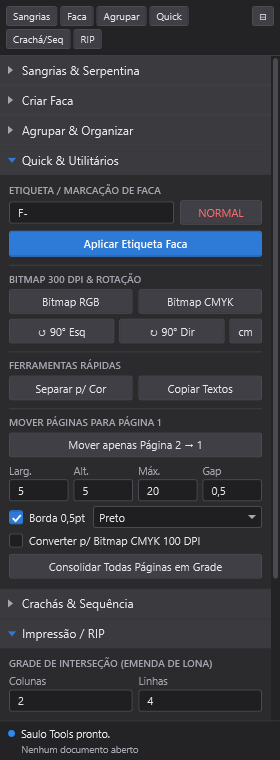 Sangrias Faca Agrupar Quick
Crachá/Seq RIP
Sangrias & Serpentina
Criar Faca
Agrupar & Organizar
Quick & Utilitários
ETIQUETA / MARCAÇÃO DE FACA
F- NORMAL
Aplicar Etiqueta Faca
BITMAP 300 DPI & ROTAÇÃO
Bitmap RGB Bitmap CMYK
↺ 90° Esq ↻ 90° Dir cm
FERRAMENTAS RÁPIDAS
Separar p/ Cor Copiar Textos
MOVER PÁGINAS PARA PÁGINA 1
Mover apenas Página 2 → 1
Larg. Alt. Máx. Gap
5 5 20 0,5
Borda 0,5pt Preto
Converter p/ Bitmap CMYK 100 DPI
Consolidar Todas Páginas em Grade
Crachás & Sequência
Impressão / RIP
GRADE DE INTERSEÇÃO (EMENDA DE LONA)
Colunas Linhas
2 4
Saulo Tools pronto.
Nenhum documento aberto